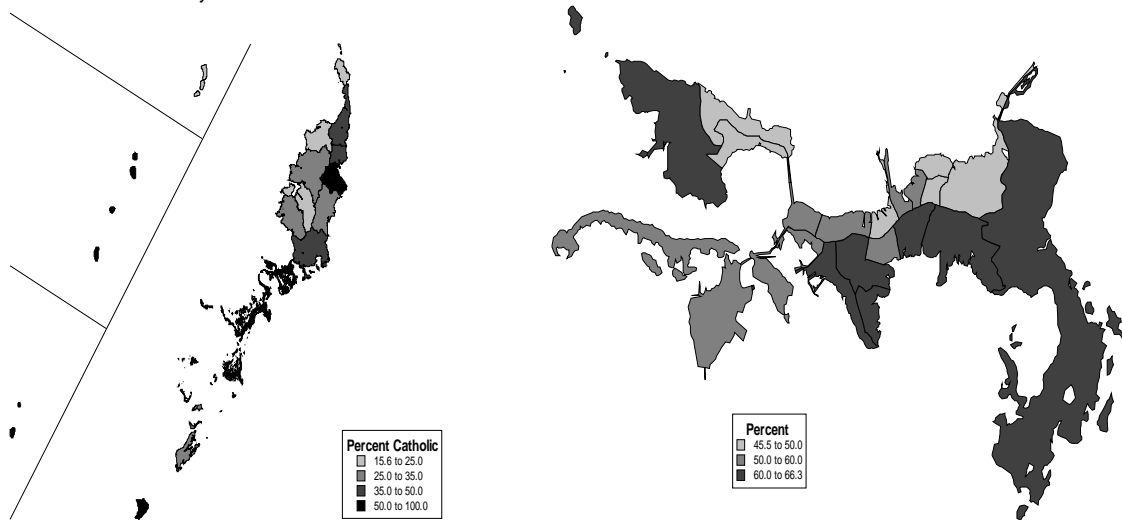 Percent Catholic
15.6 to 25.0
25.0 to 35.0
35.0 to 50.0
50.0 to 100.0
Percent
45.5 to 50.0
50.0 to 60.0
60.0 to 66.3